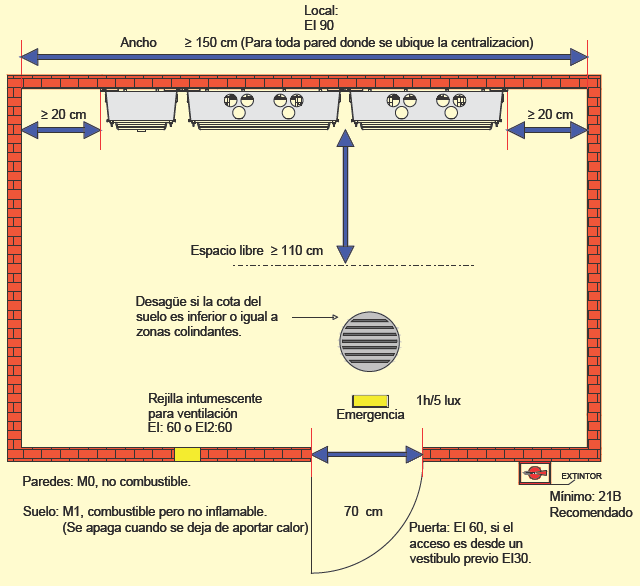 Local:
EI 90
Ancho ≥ 150 cm (Para toda pared donde se ubique la centralizacion)
≥ 20 cm
≥ 20 cm
Espacio libre ≥ 110 cm
Desagüe si la cota del
suelo es inferior o igual a
zonas colindantes.
Rejilla intumescente
para ventilación
EI: 60 o EI2:60
1h/5 lux
Emergencia
Paredes: M0, no combustible.
Suelo: M1, combustible pero no inflamable.
(Se apaga cuando se deja de aportar calor)
70 cm
Puerta: EI 60, si el
acceso es desde un
vestibulo previo EI30.
EXTINTOR
Mínimo: 21B
Recomendado